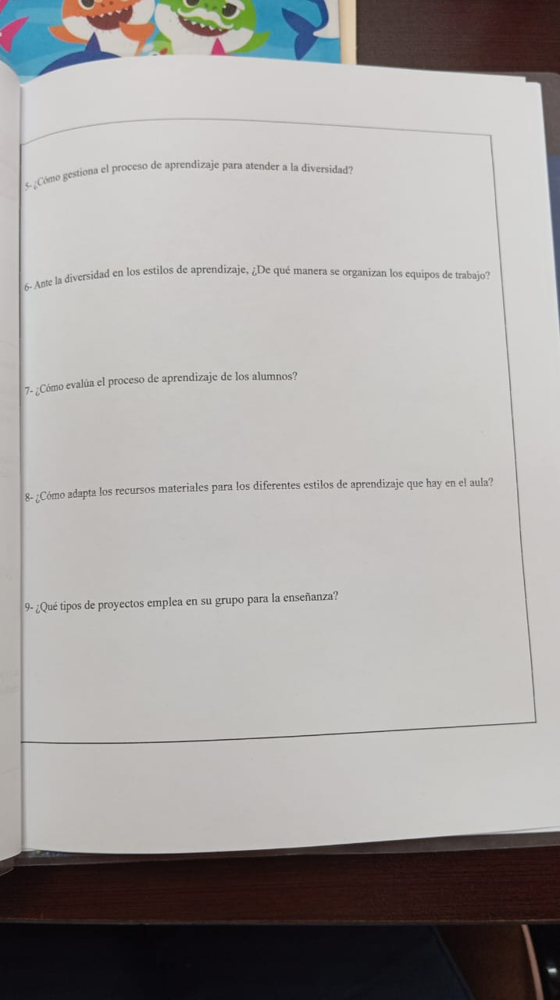 5- ¿Cómo gestiona el proceso de aprendizaje para atender a la diversidad?
6- Ante la diversidad en los estilos de aprendizaje, ¿De qué manera se organizan los equipos de trabajo?
7- ¿Cómo evalúa el proceso de aprendizaje de los alumnos?
8- ¿Cómo adapta los recursos materiales para los diferentes estilos de aprendizaje que hay en el aula?
9- ¿Qué tipos de proyectos emplea en su grupo para la enseñanza?